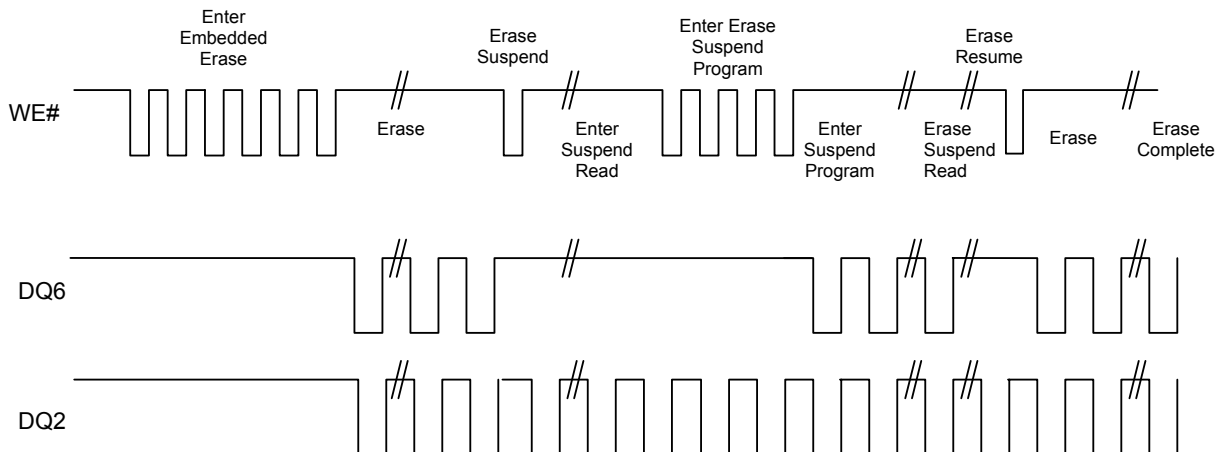 Enter
Embedded
Erase
Erase
Suspend
Enter Erase
Suspend
Program
Erase
Resume
WE#
Erase
Enter
Suspend
Read
Enter
Suspend
Program
Erase
Suspend
Read
Erase
Erase
Complete
DQ6
DQ2